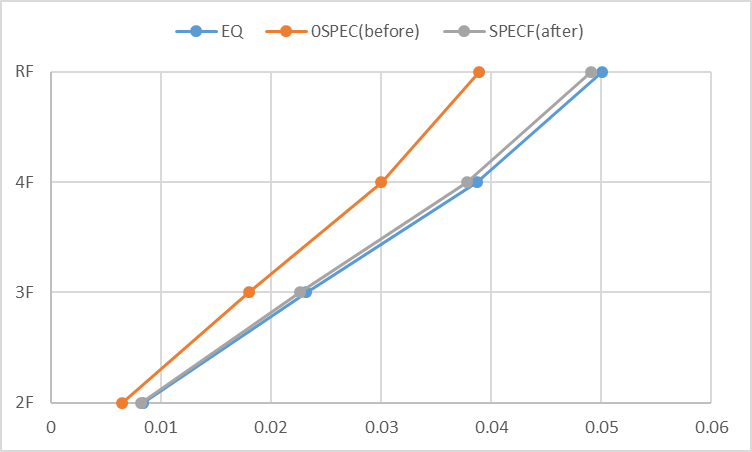 EQ 0SPEC(before) SPECF(after)
RF
4F
3F
2F
0 0.01 0.02 0.03 0.04 0.05 0.06